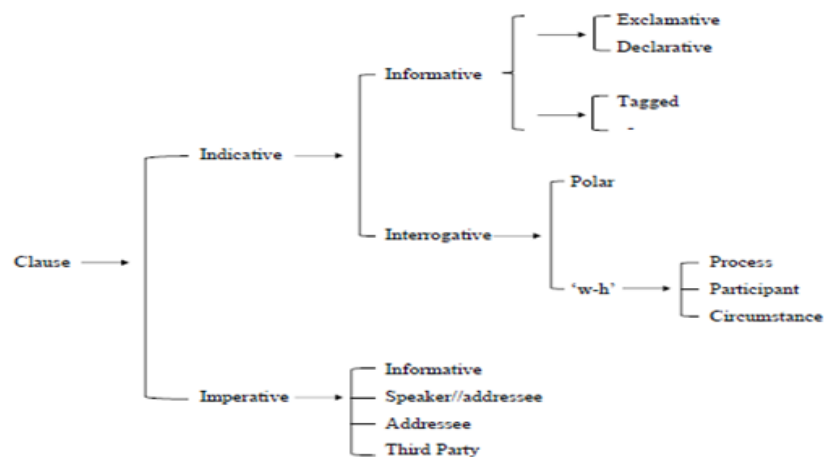 Exclamative
Declarative
Informative
Tagged
-
Indicative
Polar
Interrogative
Clause
'w-h'
Process
Participant
Circumstance
Informative
Imperative
Speaker//addressee
Addressee
Third Party